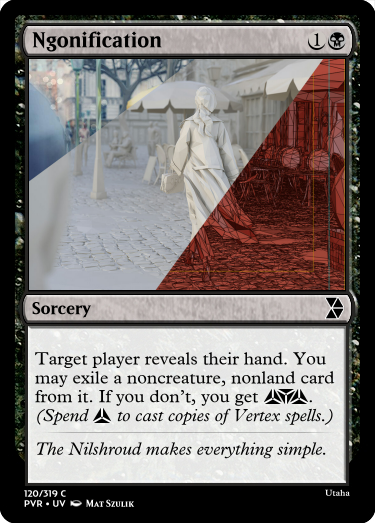 Ngonification 1
Sorcery
Target player reveals their hand. You
may exile a noncreature, nonland card
from it. If you don't, you get
(Spend to cast copies of Vertex spells.)
The Nilshroud makes everything simple.
120/319 C
Utaha
PVR • UV Mat Szulik